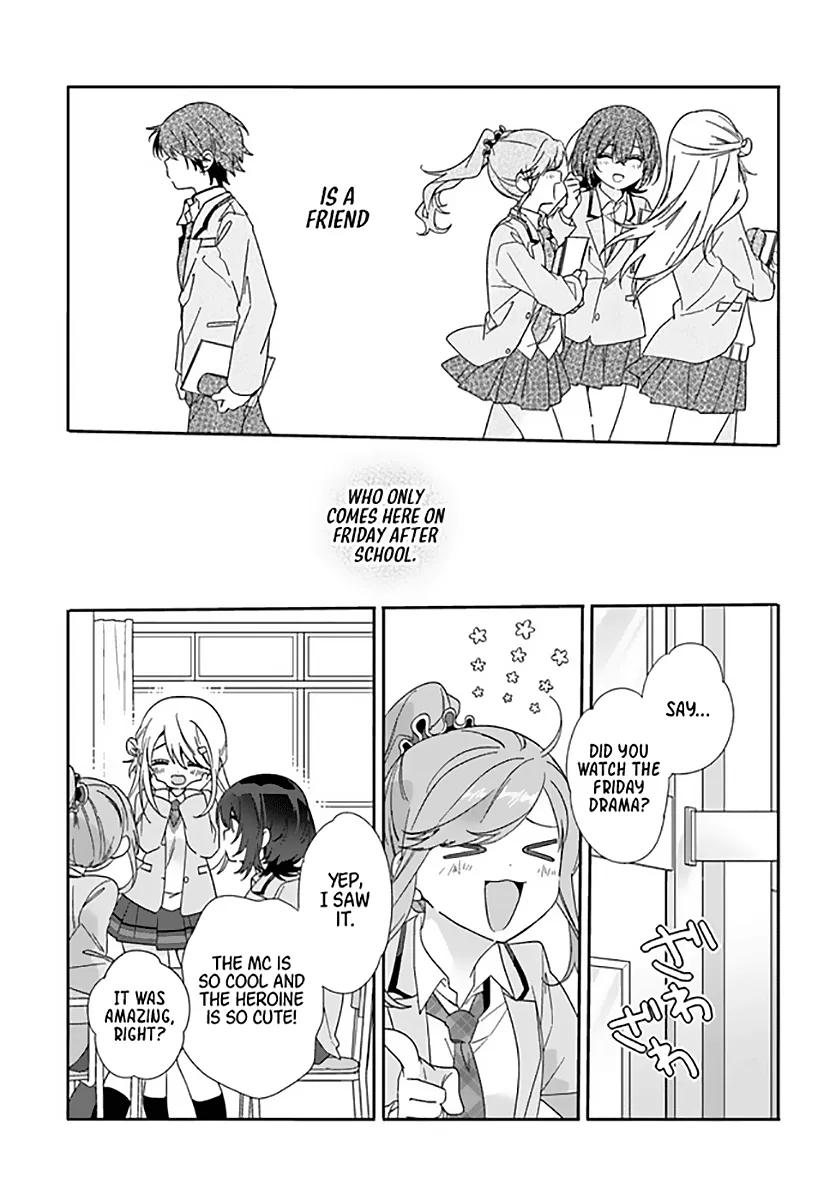 IS A
FRIEND
WHO ONLY
COMES HERE ON
FRIDAY AFTER
SCHOOL.
SAY...
DID YOU
WATCH THE
FRIDAY
DRAMA?
ざわ
ざわ
YEP,
I SAW
IT.
THE MC IS
SO COOL AND
THE HEROINE
IS SO CUTE!
IT WAS
AMAZING,
RIGHT?